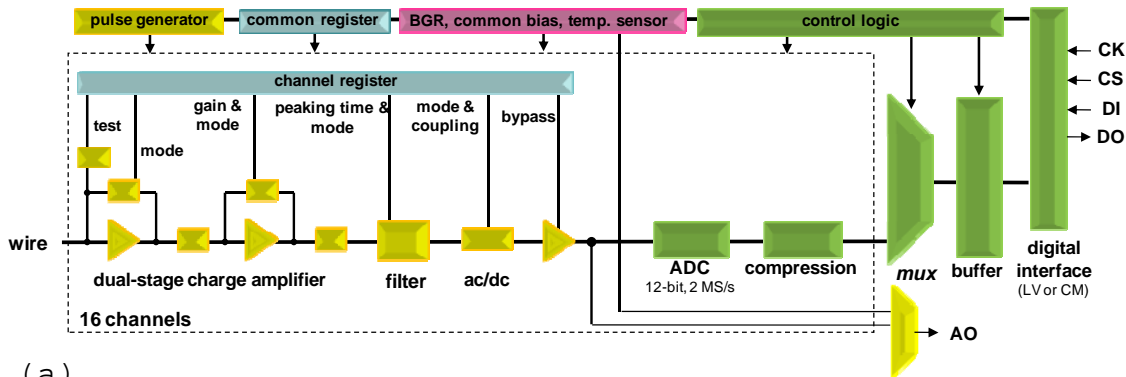 pulse generator
common register
BGR, common bias, temp. sensor
control logic
channel register
CK
CS
DI
DO
test
mode
gain &
mode
peaking time &
mode
mode &
coupling
bypass
wire
dual-stage charge amplifier
filter
ac/dc
ADC
12-bit, 2 MS/s
compression
mux
buffer
digital
interface
(LV or CM)
16 channels
AO
(a)